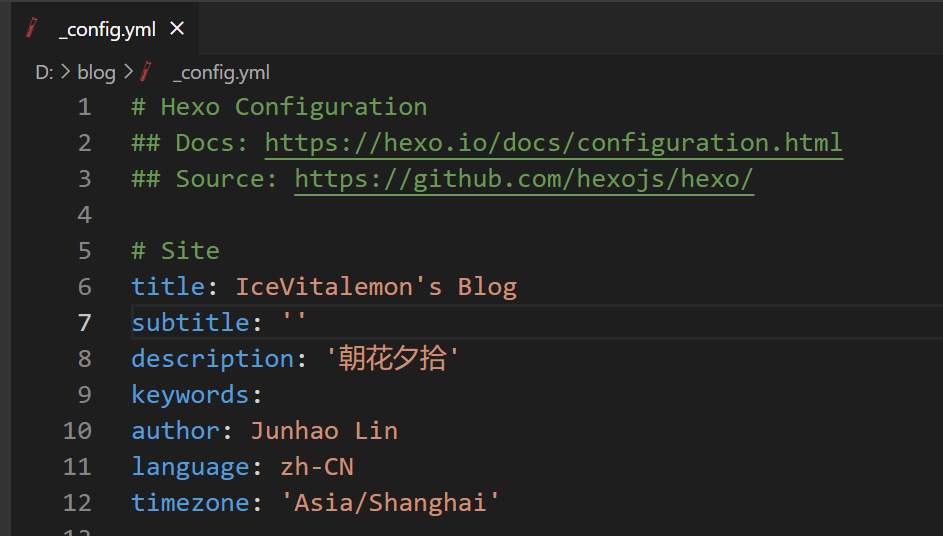 _config.yml ×
D: > blog > _config.yml
1 # Hexo Configuration
2 ## Docs: https://hexo.io/docs/configuration.html
3 ## Source: https://github.com/hexojs/hexo/
4
5 # Site
6 title: IceVitalemon's Blog
7 subtitle: ''
8 description: '朝花夕拾'
9 keywords:
10 author: Junhao Lin
11 language: zh-CN
12 timezone: 'Asia/Shanghai'